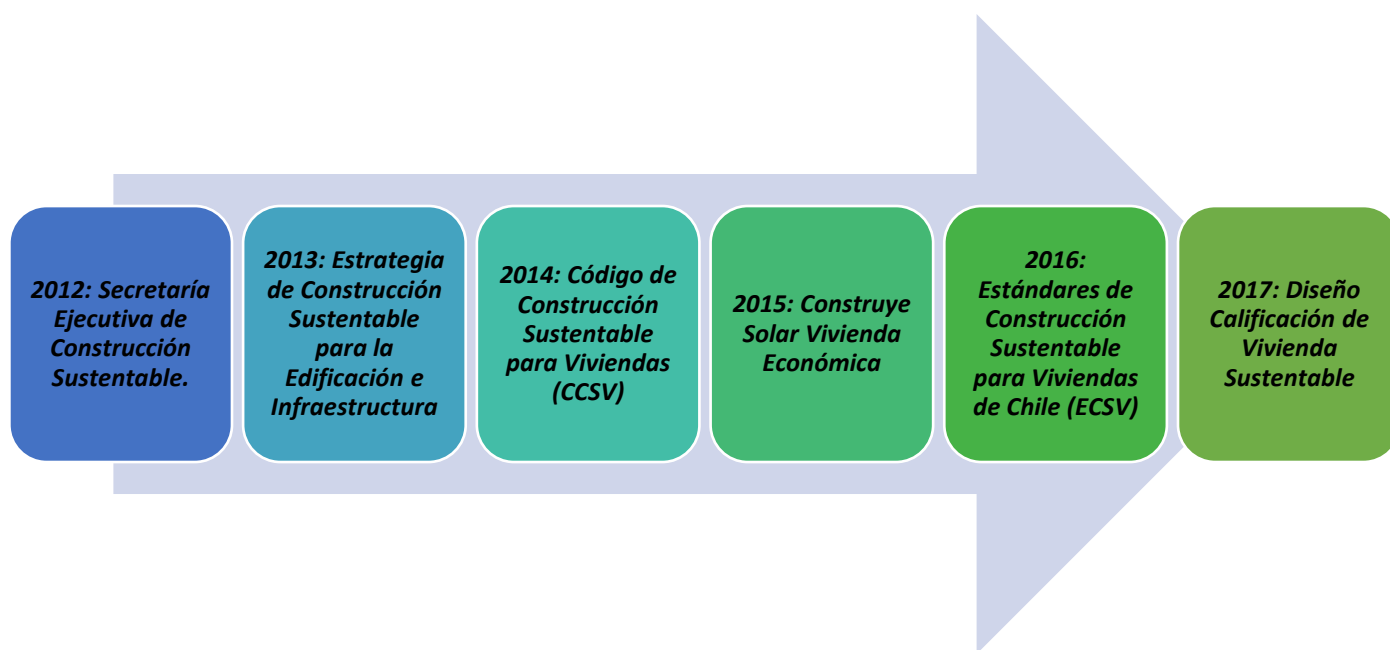 2012: Secretaría
Ejecutiva de
Construcción
Sustentable.
2013: Estrategia
de Construcción
Sustentable
para la
Edificación e
Infraestructura
2014: Código de
Construcción
Sustentable
para Viviendas
(CCSV)
2015: Construye
Solar Vivienda
Económica
2016:
Estándares de
Construcción
Sustentable
para Viviendas
de Chile (ECSV)
2017: Diseño
Calificación de
Vivienda
Sustentable